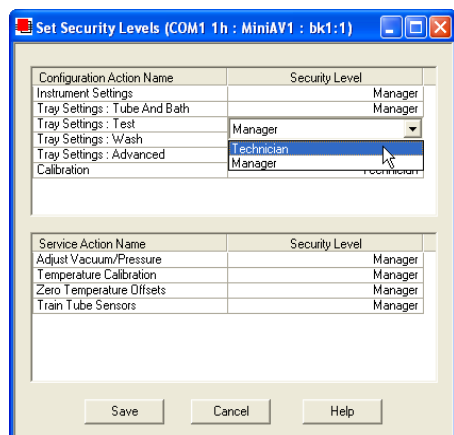 Set Security Levels (COM1 1h : MiniAV1 : bk1:1)
Configuration Action Name Security Level
Instrument Settings Manager
Tray Settings : Tube And Bath Manager
Tray Settings : Test Manager
Tray Settings : Wash Technician
Tray Settings : Advanced Manager
Calibration Technician
Service Action Name Security Level
Adjust Vacuum/Pressure Manager
Temperature Calibration Manager
Zero Temperature Offsets Manager
Train Tube Sensors Manager
Save Cancel Help